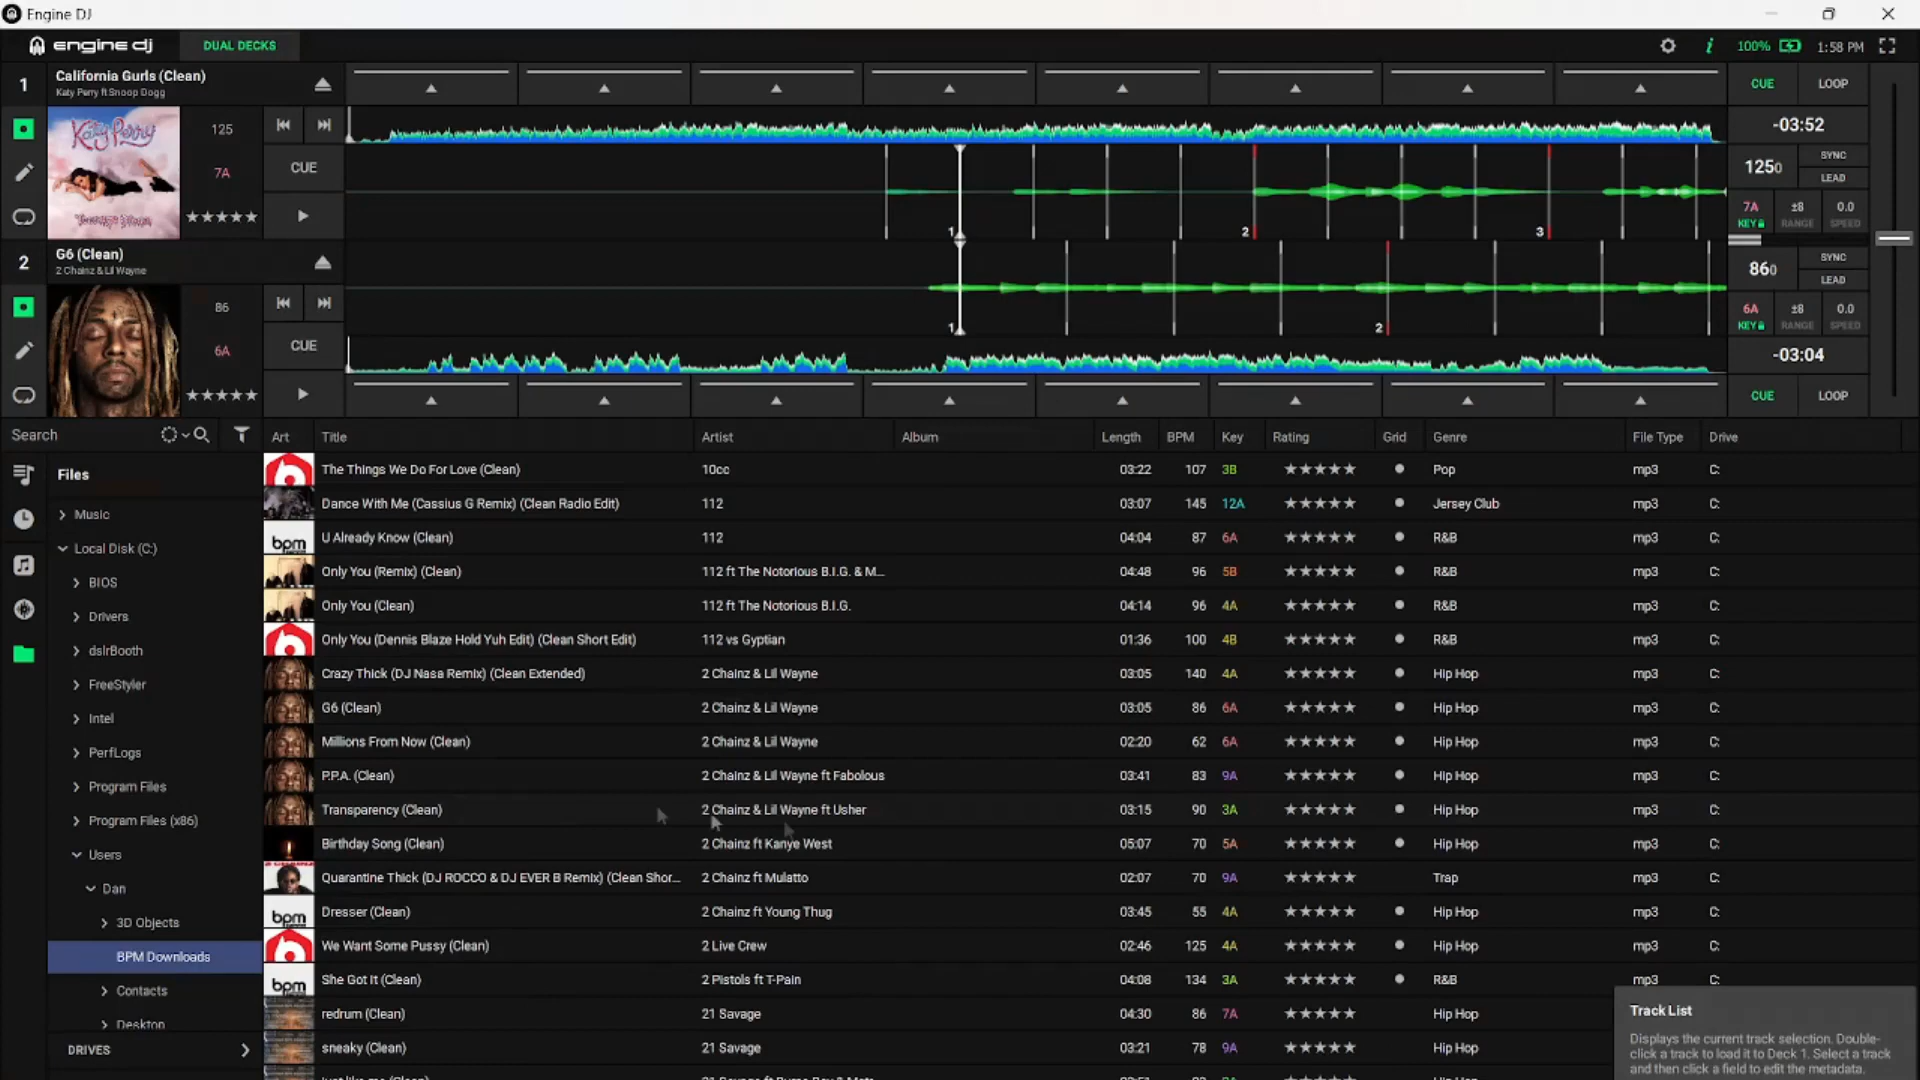 Engine DJ
engine dj
DUAL DECKS
100%
1:58 PM
1
California Gurls (Clean)
Katy Perry ft Snoop Dogg
CUE
LOOP
Katy Perry
Teenage Dream
125
7A
★★★★★
CUE
1
2
3
-03:52
1250
SYNC
LEAD
7A
KEY
±8
RANGE
0.0
SPEED
2
G6 (Clean)
2 Chainz & Lil Wayne
86
6A
★★★★★
CUE
1
2
860
SYNC
LEAD
6A
KEY
±8
RANGE
0.0
SPEED
-03:04
CUE
LOOP
Search
Art Title Artist Album Length BPM Key Rating Grid Genre File Type Drive
Files
Music
Local Disk (C:)
BIOS
Drivers
dslrBooth
FreeStyler
Intel
PerfLogs
Program Files
Program Files (x86)
Users
Dan
3D Objects
BPM Downloads
Contacts
Desktop
DRIVES
The Things We Do For Love (Clean) 10cc 03:22 107 3B ★★★★★ Pop mp3 C:
Dance With Me (Cassius G Remix) (Clean Radio Edit) 112 03:07 145 12A ★★★★★ Jersey Club mp3 C:
bpm U Already Know (Clean) 112 04:04 87 6A ★★★★★ R&B mp3 C:
Only You (Remix) (Clean) 112 ft The Notorious B.I.G. & M... 04:48 96 5B ★★★★★ R&B mp3 C:
Only You (Clean) 112 ft The Notorious B.I.G. 04:14 96 4A ★★★★★ R&B mp3 C:
Only You (Dennis Blaze Hold Yuh Edit) (Clean Short Edit) 112 vs Gyptian 01:36 100 4B ★★★★★ R&B mp3 C:
Crazy Thick (DJ Nasa Remix) (Clean Extended) 2 Chainz & Lil Wayne 03:05 140 4A ★★★★★ Hip Hop mp3 C:
G6 (Clean) 2 Chainz & Lil Wayne 03:05 86 6A ★★★★★ Hip Hop mp3 C:
Millions From Now (Clean) 2 Chainz & Lil Wayne 02:20 62 6A ★★★★★ Hip Hop mp3 C:
P.P.A. (Clean) 2 Chainz & Lil Wayne ft Fabolous 03:41 83 9A ★★★★★ Hip Hop mp3 C:
Transparency (Clean) 2 Chainz & Lil Wayne ft Usher 03:15 90 3A ★★★★★ Hip Hop mp3 C:
Birthday Song (Clean) 2 Chainz ft Kanye West 05:07 70 5A ★★★★★ Hip Hop mp3 C:
Quarantine Thick (DJ ROCCO & DJ EVER B Remix) (Clean Shor... 2 Chainz ft Mulatto 02:07 70 9A ★★★★★ Trap mp3 C:
bpm Dresser (Clean) 2 Chainz ft Young Thug 03:45 55 4A ★★★★★ Hip Hop mp3 C:
We Want Some Pussy (Clean) 2 Live Crew 02:46 125 4A ★★★★★ Hip Hop mp3 C:
bpm She Got It (Clean) 2 Pistols ft T-Pain 04:08 134 3A ★★★★★ R&B mp3 C:
redrum (Clean) 21 Savage 04:30 86 7A ★★★★★ Hip Hop
sneaky (Clean) 21 Savage 03:21 78 9A ★★★★★ Hip Hop
Track List
Displays the current track selection. Double-
click a track to load it to Deck 1. Select a track
and then click a field to edit the metadata.